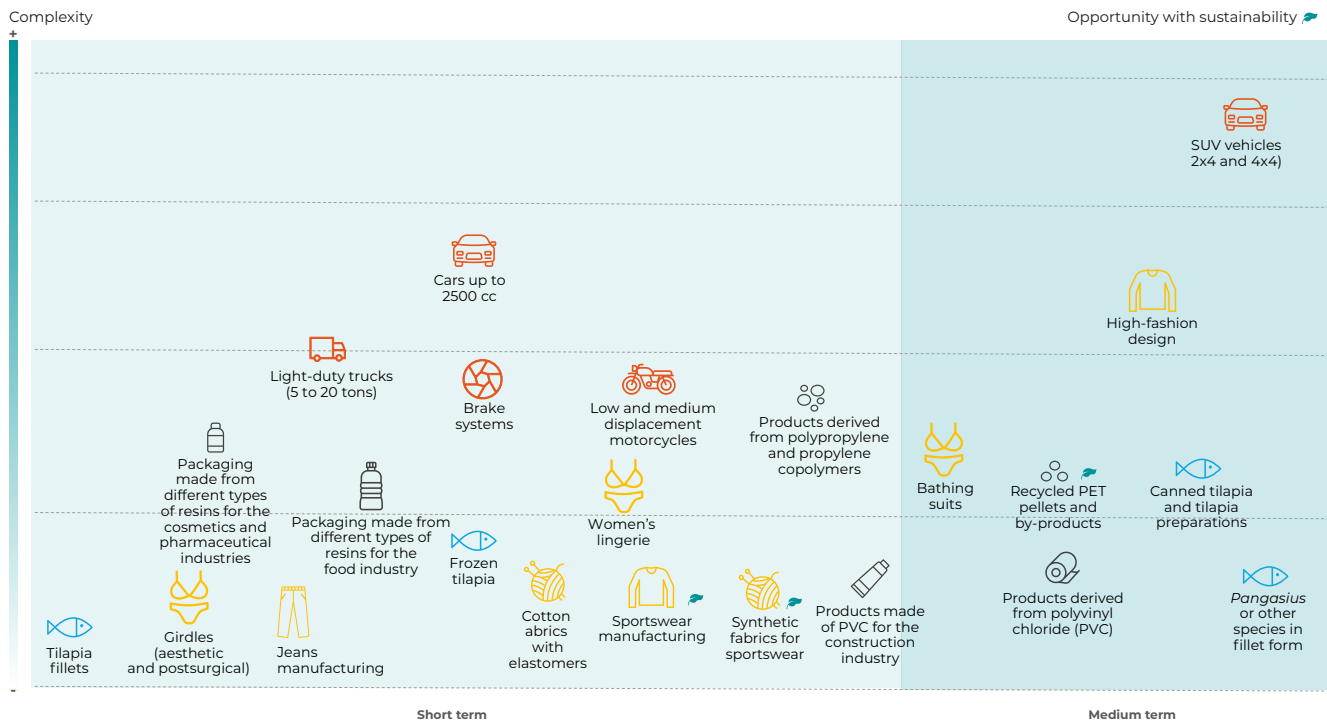 Complexity
Opportunity with sustainability
+
SUV vehicles
2x4 and 4x4)
Cars up to
2500 cc
High-fashion
design
Light-duty trucks
(5 to 20 tons)
Brake
systems
Low and medium
displacement
motorcycles
Products derived
from polypropylene
and propylene
copolymers
Packaging
made from
different types
of resins for the
cosmetics and
pharmaceutical
industries
Packaging made from
different types of
resins for the
food industry
Women's
lingerie
Bathing
suits
Recycled PET
pellets and
by-products
Canned tilapia
and tilapia
preparations
Frozen
tilapia
Tilapia
fillets
Girdles
(aesthetic
and postsurgical)
Jeans
manufacturing
Cotton
abrics
with
elastomers
Sportswear
manufacturing
Synthetic
fabrics for
sportswear
Products made
of PVC for the
construction
industry
Products derived
from polyvinyl
chloride (PVC)
Pangasius
or other
species in
fillet form
-
Short term
Medium term